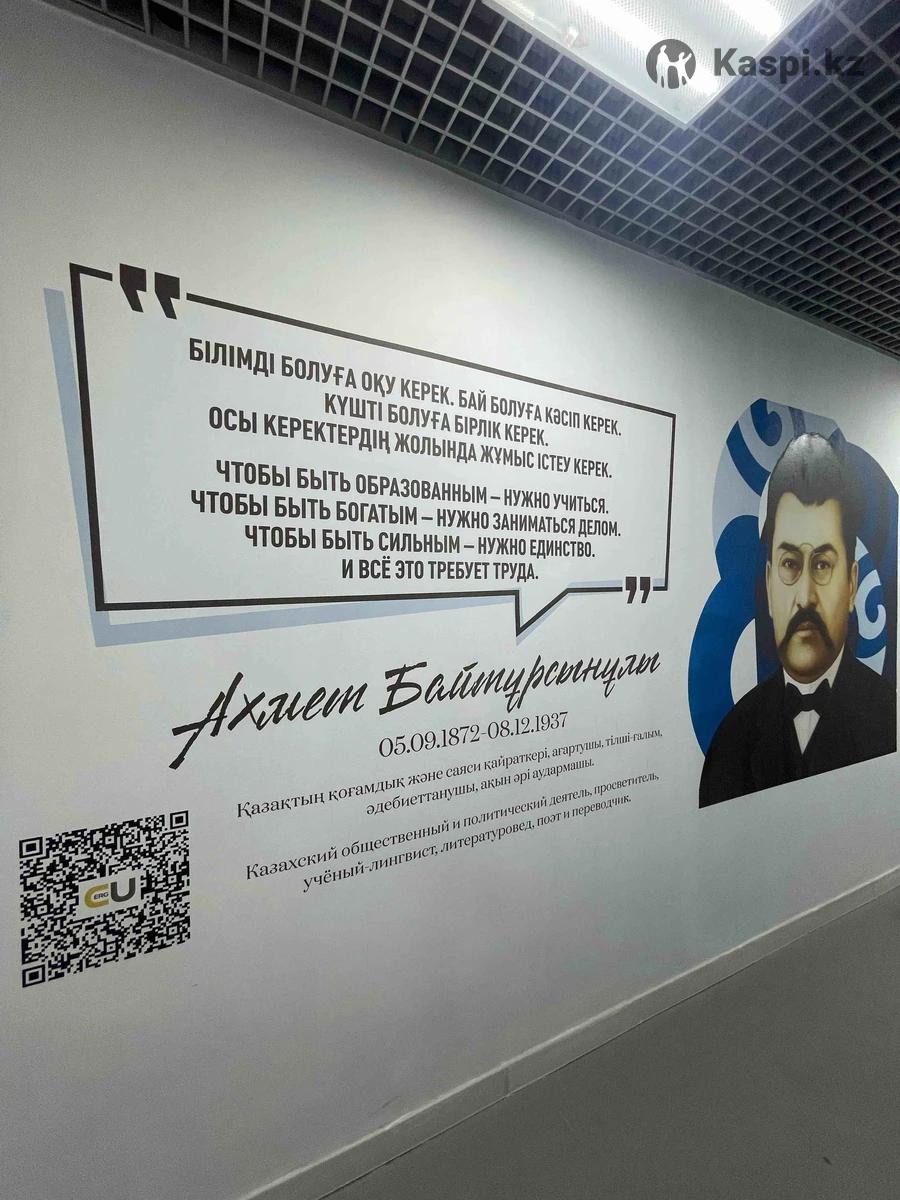 Kaspi.kz
БІЛІМДІ БОЛУҒА ОҚУ КЕРЕК. БАЙ БОЛУҒА КӘСІП КЕРЕК.
КҮШТІ БОЛУҒА БІРЛІК КЕРЕК.
ОСЫ КЕРЕКТЕРДІҢ ЖОЛЫНДА ЖҰМЫС ІСТЕУ КЕРЕК.
ЧТОБЫ БЫТЬ ОБРАЗОВАННЫМ – НУЖНО УЧИТЬСЯ.
ЧТОБЫ БЫТЬ БОГАТЫМ – НУЖНО ЗАНИМАТЬСЯ ДЕЛОМ.
ЧТОБЫ БЫТЬ СИЛЬНЫМ – НУЖНО ЕДИНСТВО.
И ВСЁ ЭТО ТРЕБУЕТ ТРУДА.
Ахмет Байтұрсынұлы
05.09.1872-08.12.1937
Қазақтың қоғамдық және саяси қайраткері, ағартушы, тілші-ғалым,
әдебиеттанушы, ақын әрі аудармашы.
Казахский общественный и политический деятель, просветитель,
учёный-лингвист, литературовед, поэт и переводчик.
ERG U